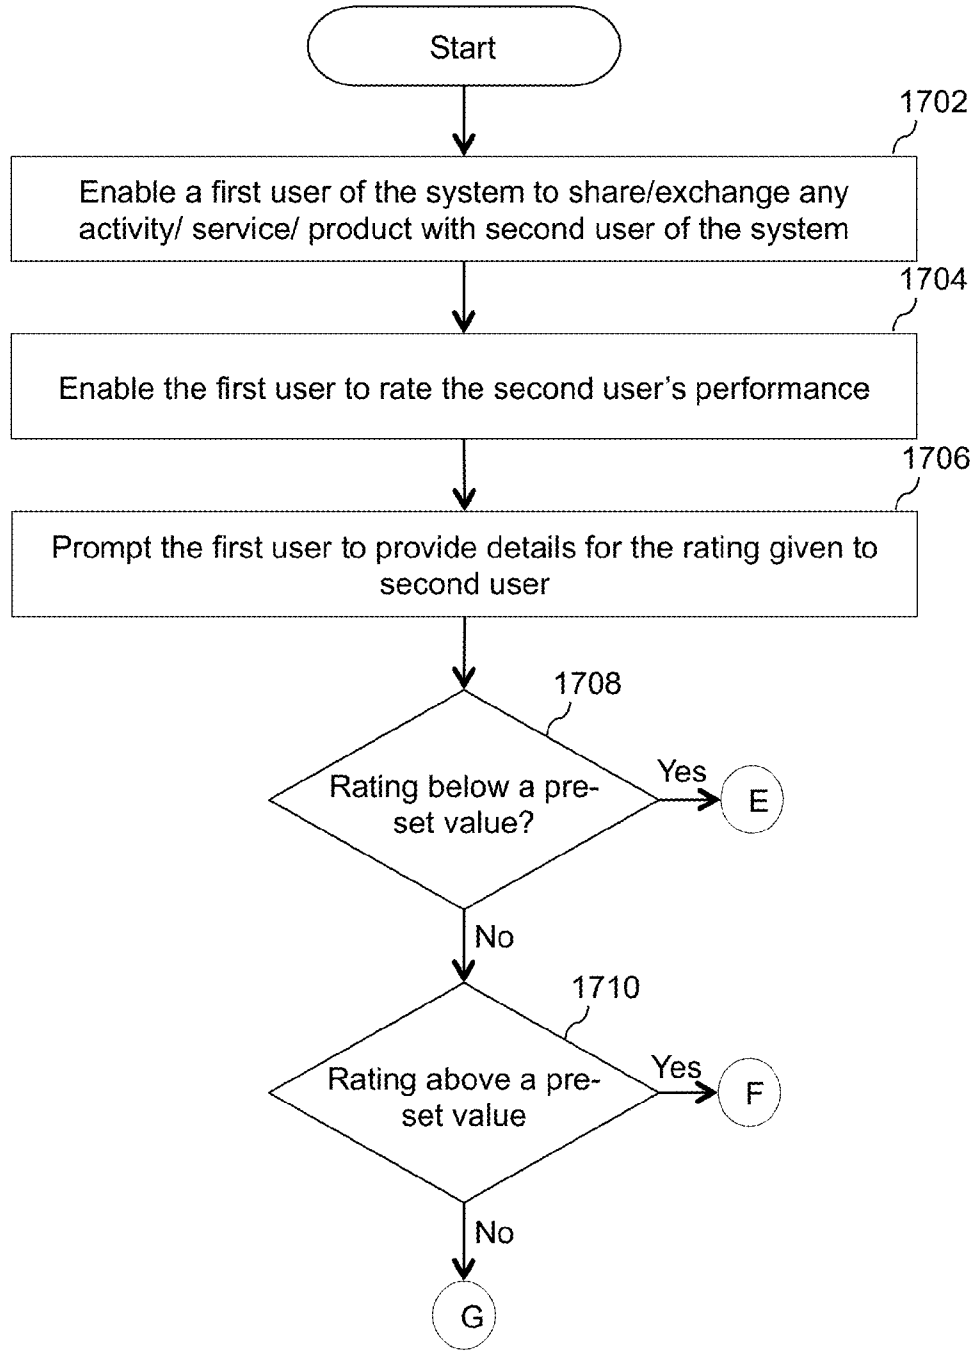 Start
1702
Enable a first user of the system to share/exchange any
activity/ service/ product with second user of the system
1704
Enable the first user to rate the second user's performance
1706
Prompt the first user to provide details for the rating given to
second user
1708
Rating below a pre-
set value?
Yes
E
No
1710
Rating above a pre-
set value
Yes
F
No
G